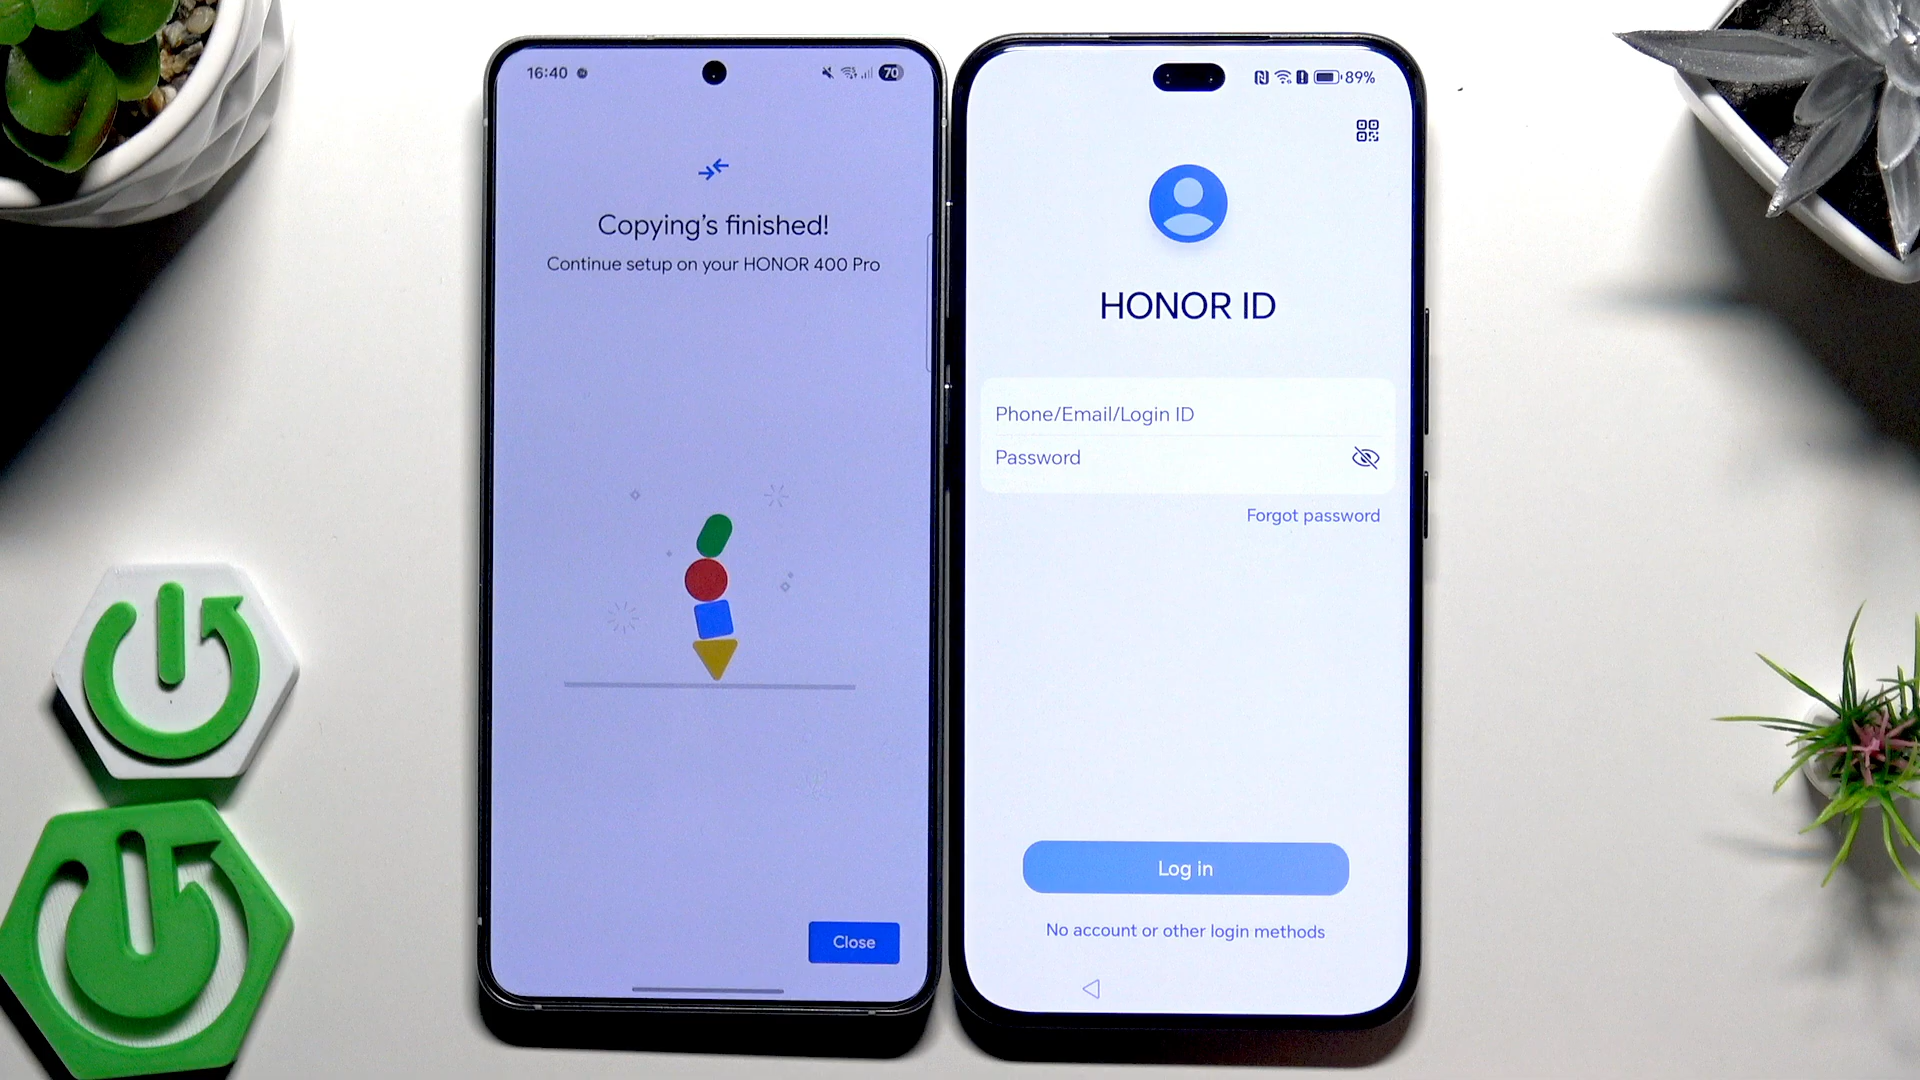 16:40
70
Copying's finished!
Continue setup on your HONOR 400 Pro
Close
89%
HONOR ID
Phone/Email/Login ID
Password
Forgot password
Log in
No account or other login methods